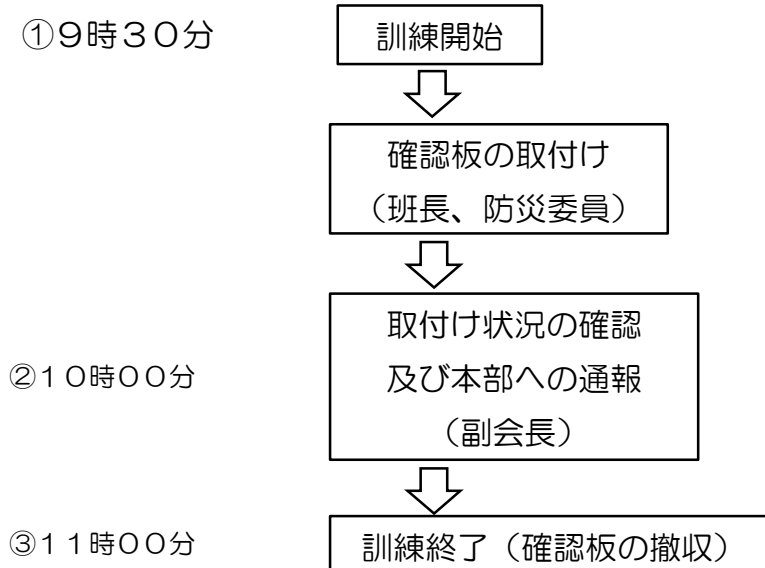 ①9時30分
訓練開始
確認板の取付け
（班長、防災委員）
取付け状況の確認
②10時00分
及び本部への通報
（副会長）
③11時00分
訓練終了（確認板の撤収）